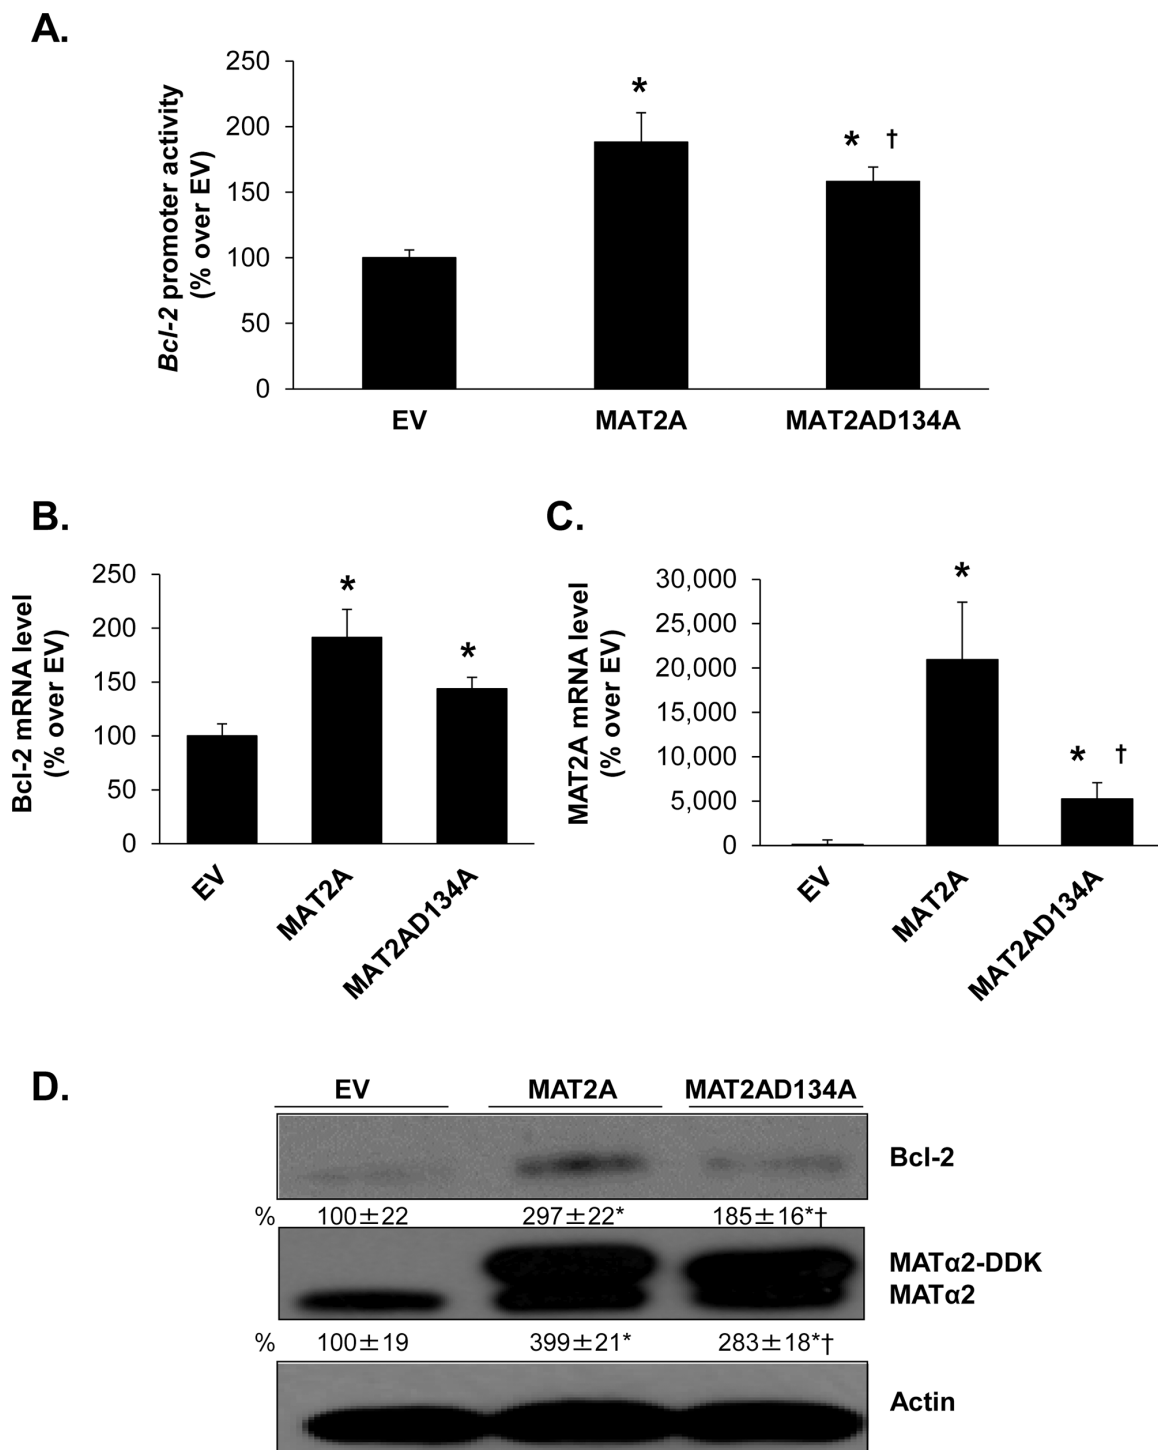 A.
Bcl-2 promoter activity
(% over EV)
250
200
150
100
50
0
*
* †
EV MAT2A MAT2AD134A
B.
Bcl-2 mRNA level
(% over EV)
250
200
150
100
50
0
*
*
EV MAT2A MAT2AD134A
C.
MAT2A mRNA level
(% over EV)
30,000
25,000
20,000
15,000
10,000
5,000
0
*
* †
EV MAT2A MAT2AD134A
D.
EV MAT2A MAT2AD134A
Bcl-2
% 100±22 297±22* 185±16*†
MATα2-DDK
MATα2
% 100±19 399±21* 283±18*†
Actin